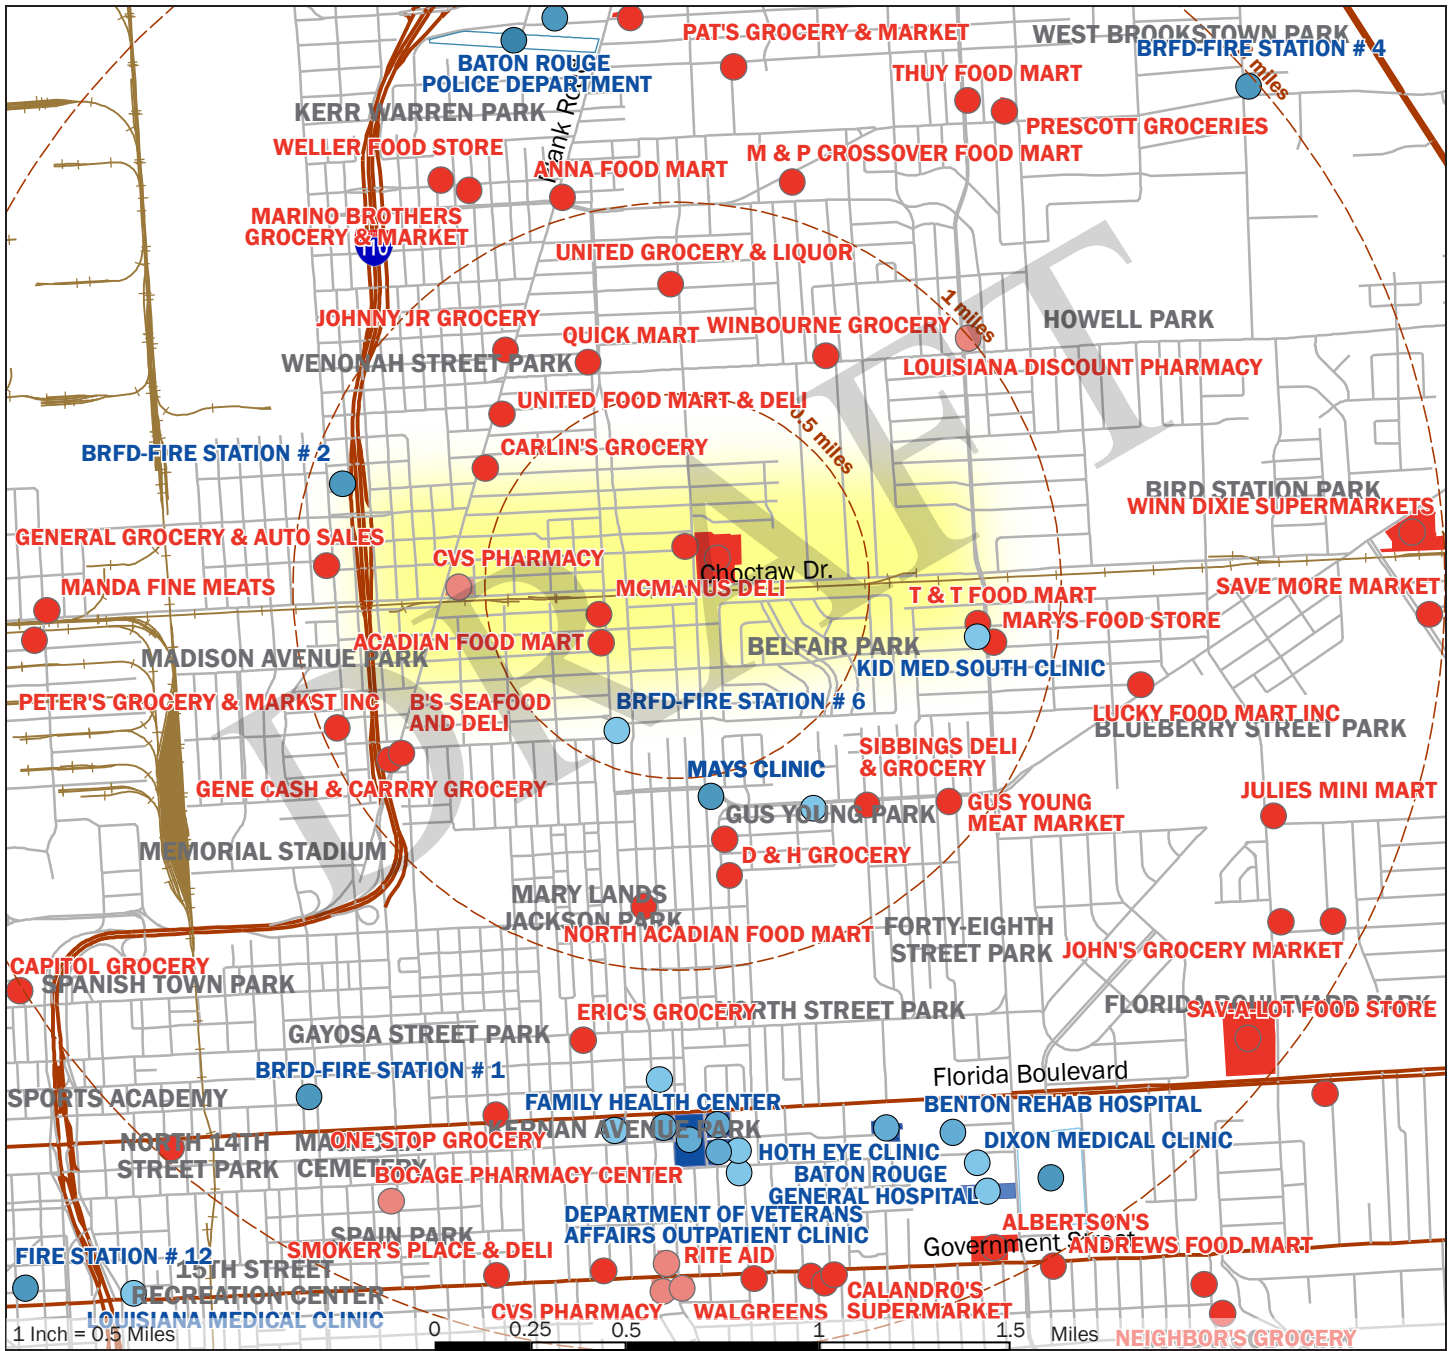 PAT'S GROCERY & MARKET
WEST BROOKSTOWN PARK
BRFD-FIRE STATION # 4
BATON ROUGE
POLICE DEPARTMENT
THUY FOOD MART
miles
KERR WARREN PARK
PRESCOTT GROCERIES
WELLER FOOD STORE
M & P CROSSOVER FOOD MART
ANNA FOOD MART
MARINO BROTHERS
GROCERY & MARKET
UNITED GROCERY & LIQUOR
1 miles
JOHNNY JR GROCERY
QUICK MART
WINBOURNE GROCERY
HOWELL PARK
WENONAH STREET PARK
LOUISIANA DISCOUNT PHARMACY
UNITED FOOD MART & DELI
0.5 miles
CARLIN'S GROCERY
BRFD-FIRE STATION # 2
BIRD STATION PARK
WINN DIXIE SUPERMARKETS
GENERAL GROCERY & AUTO SALES
CVS PHARMACY
Choctaw Dr.
MANDA FINE MEATS
MCMANUS DELI
T & T FOOD MART
SAVE MORE MARKET
MARYS FOOD STORE
ACADIAN FOOD MART
BELFAIR PARK
MADISON AVENUE PARK
KID MED SOUTH CLINIC
PETER'S GROCERY & MARKST INC
B'S SEAFOOD
AND DELI
BRFD-FIRE STATION # 6
LUCKY FOOD MART INC
BLUEBERRY STREET PARK
SIBBINGS DELI
& GROCERY
MAYS CLINIC
GENE CASH & CARRRY GROCERY
JULIES MINI MART
GUS YOUNG
MEAT MARKET
GUS YOUNG PARK
MEMORIAL STADIUM
D & H GROCERY
MARY LANDS
JACKSON PARK
NORTH ACADIAN FOOD MART
FORTY-EIGHTH
STREET PARK
JOHN'S GROCERY MARKET
CAPITOL GROCERY
SPANISH TOWN PARK
ERIC'S GROCERY
NORTH STREET PARK
FLORIDA BOULEVARD PARK
SAV-A-LOT FOOD STORE
GAYOSA STREET PARK
BRFD-FIRE STATION # 1
Florida Boulevard
SPORTS ACADEMY
FAMILY HEALTH CENTER
BENTON REHAB HOSPITAL
KERNAN AVENUE PARK
NORTH 14TH
STREET PARK
CEMETERY
ONE STOP GROCERY
DIXON MEDICAL CLINIC
HOTH EYE CLINIC
BATON ROUGE
GENERAL HOSPITAL
BOCAGE PHARMACY CENTER
DEPARTMENT OF VETERANS
AFFAIRS OUTPATIENT CLINIC
ALBERTSON'S
SPAIN PARK
Government Street
ANDREWS FOOD MART
SMOKER'S PLACE & DELI
RITE AID
FIRE STATION # 12
15TH STREET
RECREATION CENTER
CALANDRO'S
SUPERMARKET
CVS PHARMACY
WALGREENS
LOUISIANA MEDICAL CLINIC
NEIGHBOR'S GROCERY
1 Inch = 0.5 Miles
0 0.25 0.5 1 1.5 Miles
DRAFT